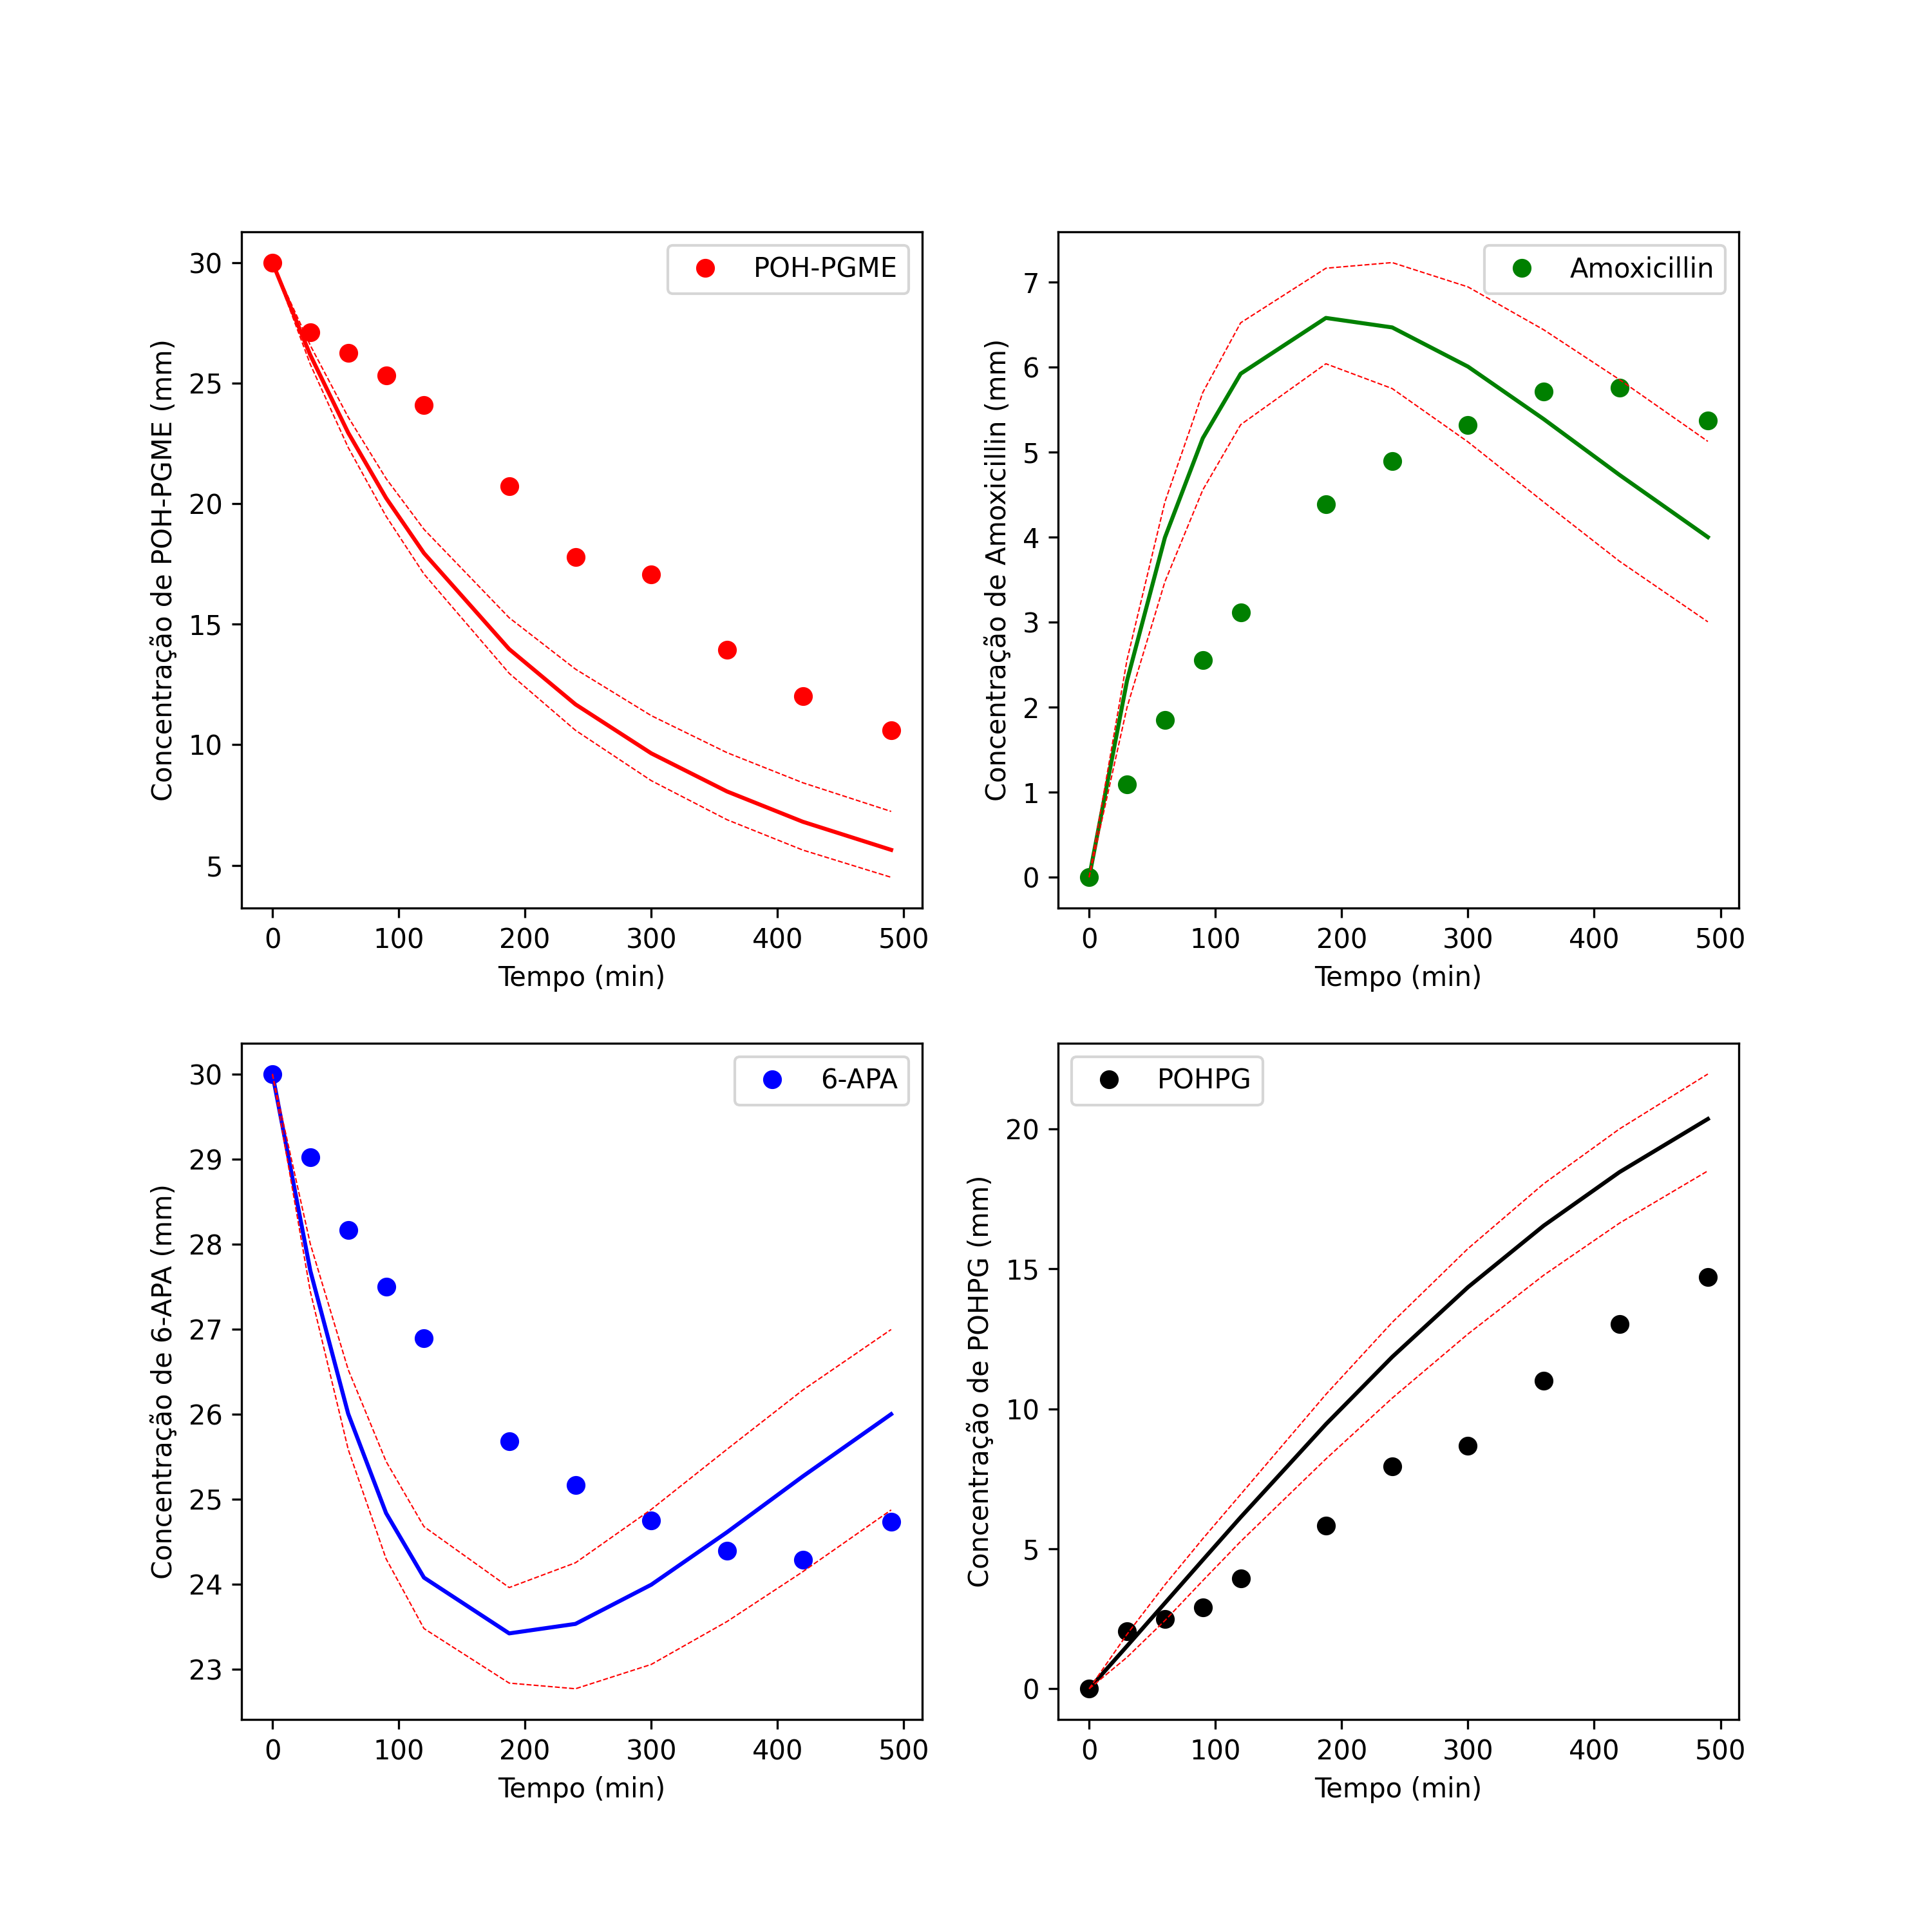 POH-PGME
Concentração de POH-PGME (mm)
30
25
20
15
10
5
0 100 200 300 400 500
Tempo (min)
Amoxicillin
Concentração de Amoxicillin (mm)
7
6
5
4
3
2
1
0
0 100 200 300 400 500
Tempo (min)
6-APA
Concentração de 6-APA (mm)
30
29
28
27
26
25
24
23
0 100 200 300 400 500
Tempo (min)
POHPG
Concentração de POHPG (mm)
20
15
10
5
0
0 100 200 300 400 500
Tempo (min)